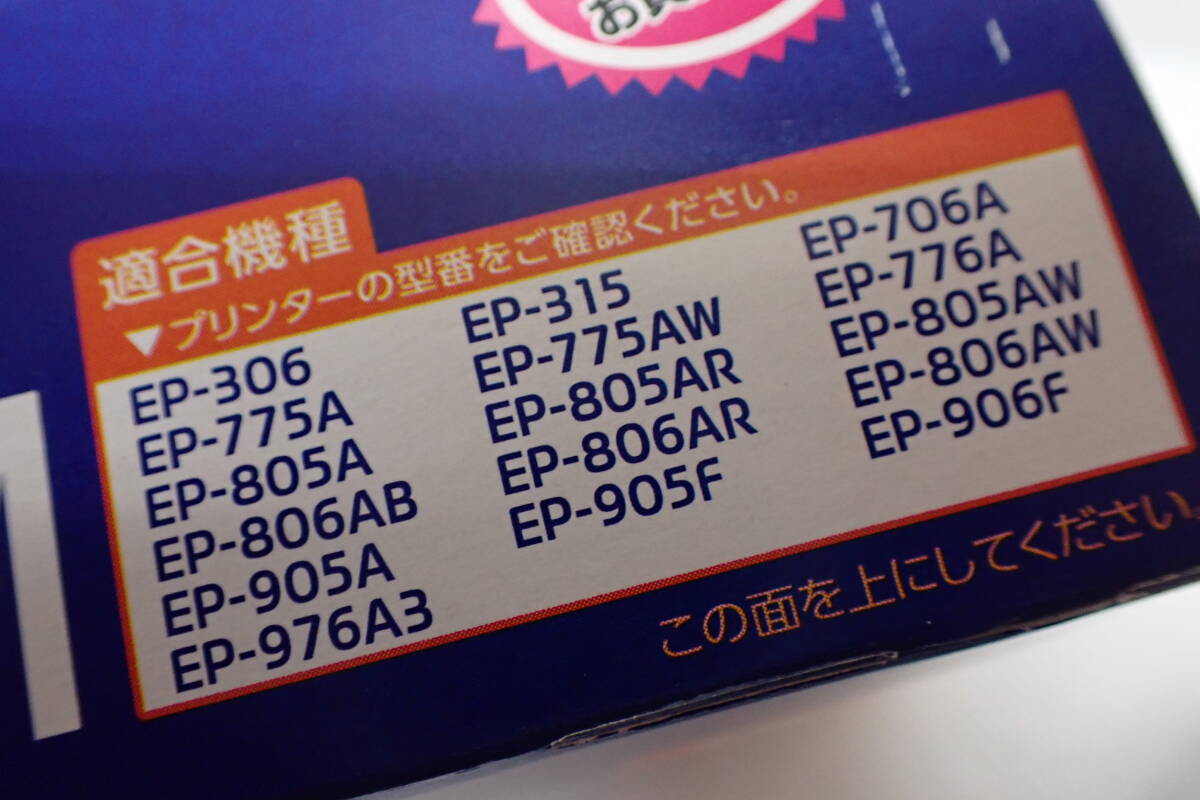 適合機種
▼プリンターの型番をご確認ください。
EP-306 EP-315 EP-706A
EP-775A EP-775AW EP-776A
EP-805A EP-805AR EP-805AW
EP-806AB EP-806AR EP-806AW
EP-905A EP-905F EP-906F
EP-976A3
この面を上にしてください